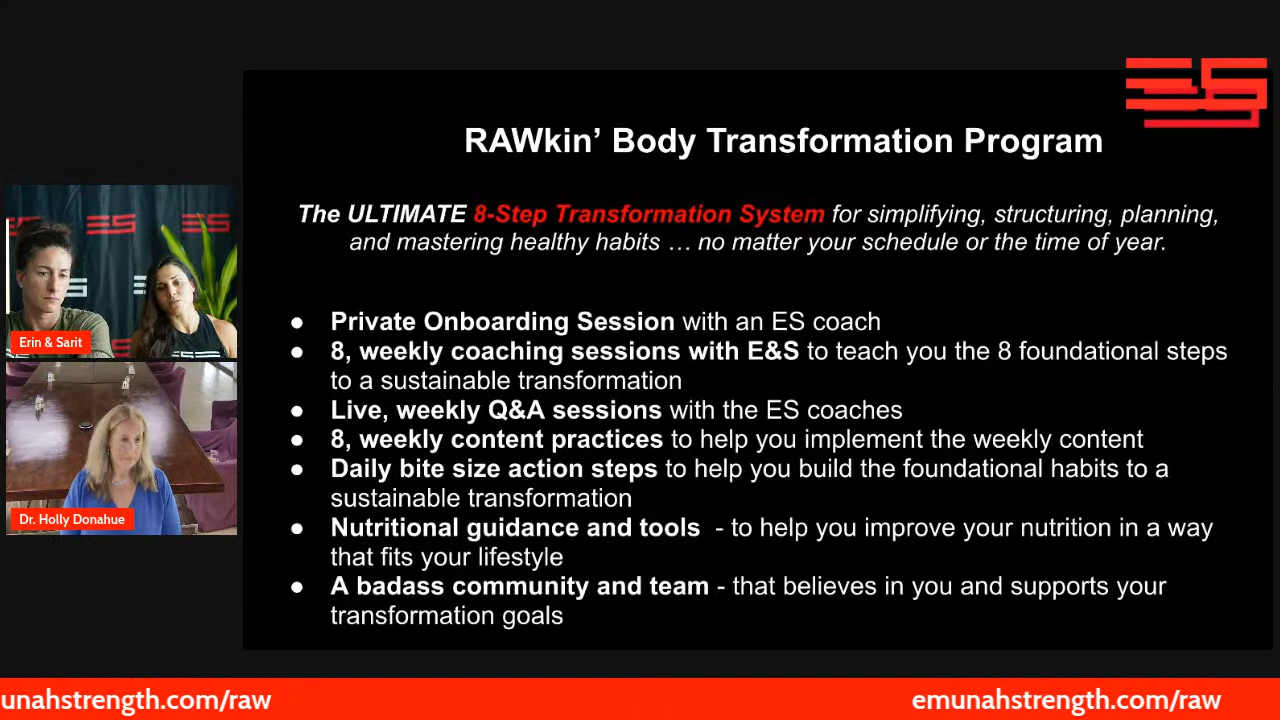 RAWkin’ Body Transformation Program
The ULTIMATE 8-Step Transformation System for simplifying, structuring, planning,
and mastering healthy habits … no matter your schedule or the time of year.
● Private Onboarding Session with an ES coach
● 8, weekly coaching sessions with E&S to teach you the 8 foundational steps
to a sustainable transformation
● Live, weekly Q&A sessions with the ES coaches
● 8, weekly content practices to help you implement the weekly content
● Daily bite size action steps to help you build the foundational habits to a
sustainable transformation
● Nutritional guidance and tools - to help you improve your nutrition in a way
that fits your lifestyle
● A badass community and team - that believes in you and supports your
transformation goals
ES
Erin & Sarit
Dr. Holly Donahue
unahstrength.com/raw
emunahstrength.com/raw